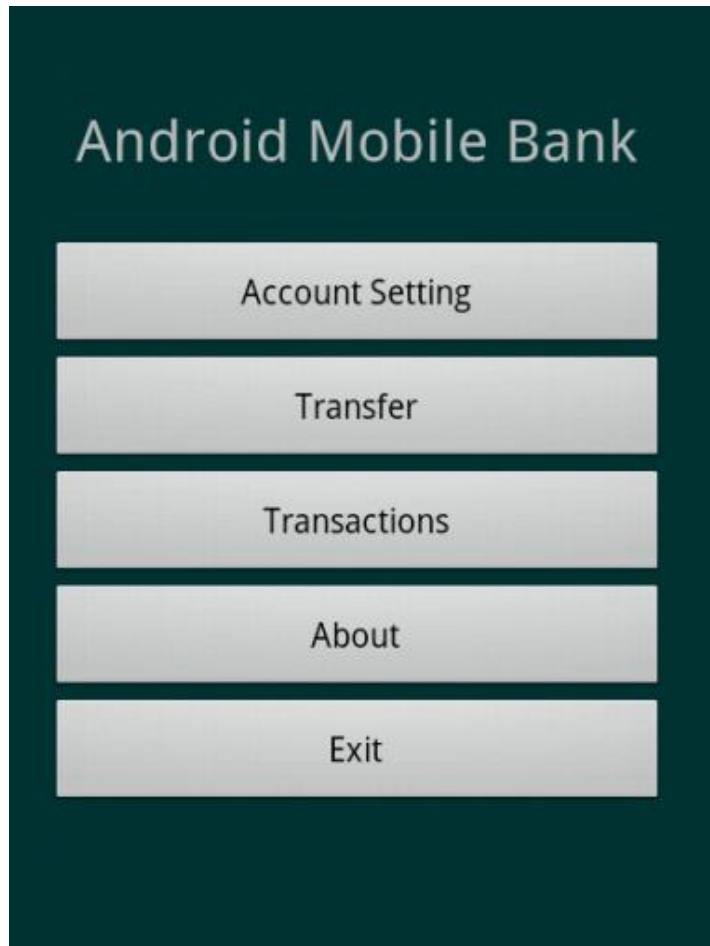 Android Mobile Bank
Account Setting
Transfer
Transactions
About
Exit